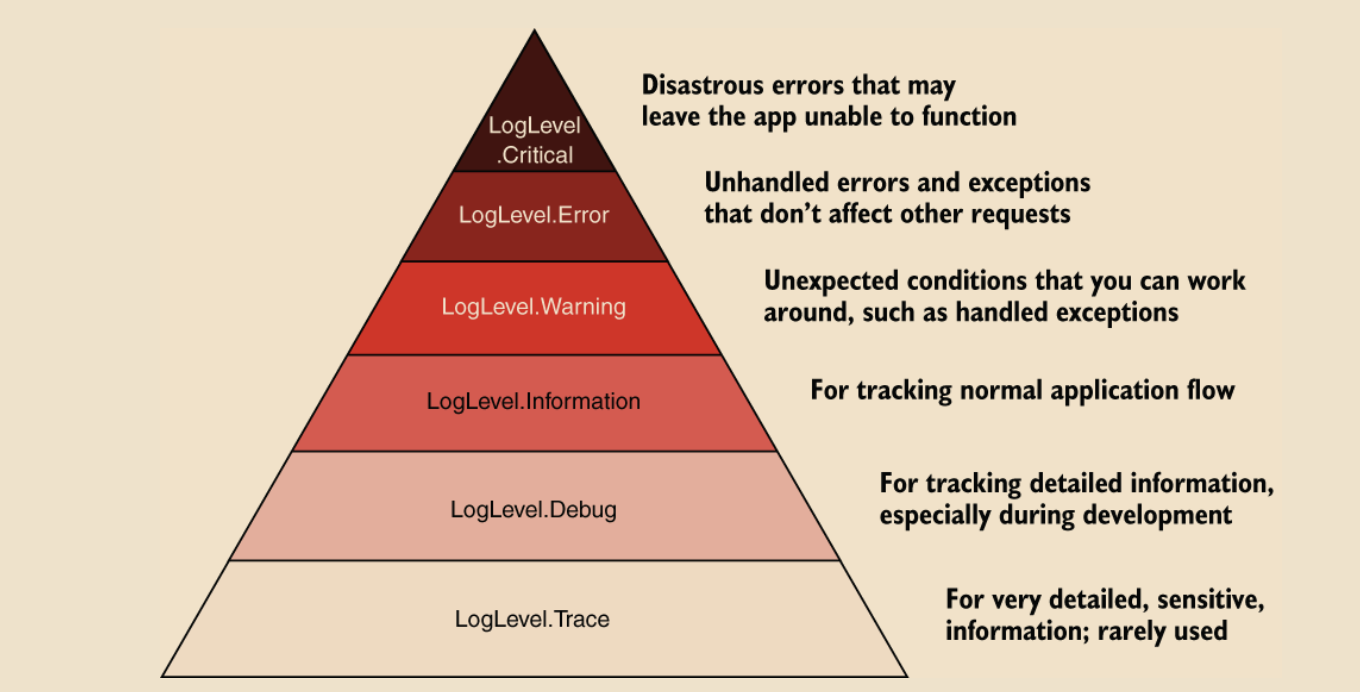 Disastrous errors that may
leave the app unable to function
LogLevel
.Critical
Unhandled errors and exceptions
that don’t affect other requests
LogLevel.Error
Unexpected conditions that you can work
around, such as handled exceptions
LogLevel.Warning
For tracking normal application flow
LogLevel.Information
For tracking detailed information,
especially during development
LogLevel.Debug
For very detailed, sensitive,
information; rarely used
LogLevel.Trace